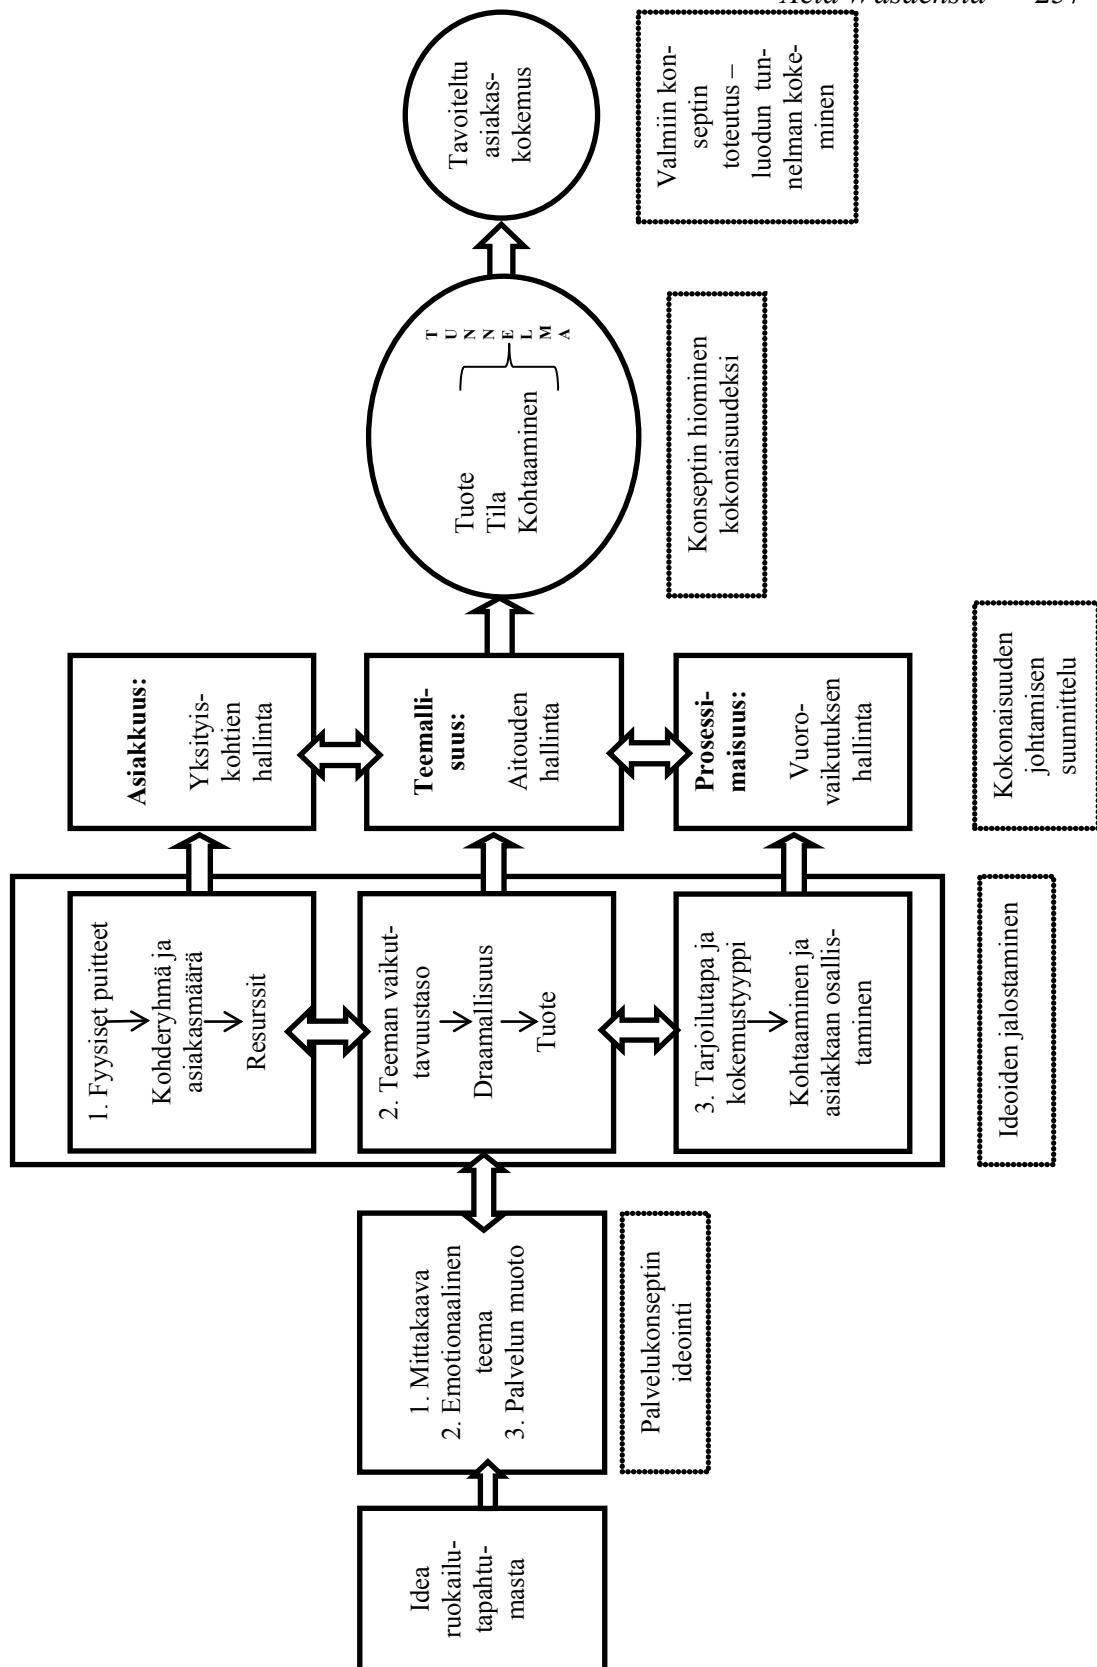 Acta Wasaensia
Idea
ruokailu-
tapahtu-
masta
1. Mittakaava
2. Emotionaalinen
teema
3. Palvelun muoto
Palvelukonseptin
ideointi
1. Fyysiset puitteet
Kohderyhmä ja
asiakasmäärä
Resurssit
2. Teeman vaikut-
tavuustaso
Draamallisuus
Tuote
3. Tarjoilutapa ja
kokemustyyppi
Kohtaaminen ja
asiakkaan osallis-
taminen
Ideoiden jalostaminen
Asiakkuus:
Yksityis-
kohtien
hallinta
Teemalli-
suus:
Aitouden
hallinta
Prosessi-
maisuus:
Vuoro-
vaikutuksen
hallinta
Kokonaisuuden
johtamisen
suunnittelu
Tuote
Tila
Kohtaaminen
T
U
N
N
E
L
M
A
Konseptin hiominen
kokonaisuudeksi
Tavoiteltu
asiakas-
kokemus
Valmiin kon-
septin
toteutus –
luodun tun-
nelman koke-
minen